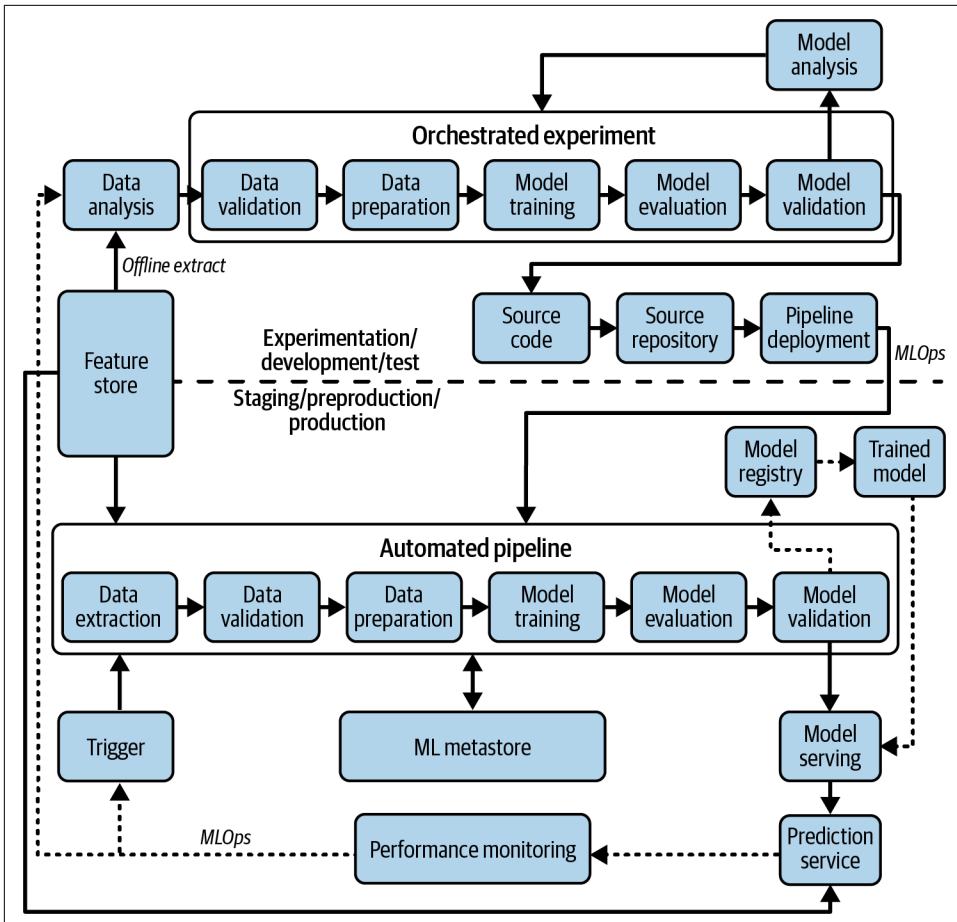 Model
analysis
Orchestrated experiment
Data
analysis
Data
validation
Data
preparation
Model
training
Model
evaluation
Model
validation
Offline extract
Feature
store
Source
code
Source
repository
Pipeline
deployment
MLOps
Experimentation/
development/test
Staging/preproduction/
production
Model
registry
Trained
model
Automated pipeline
Data
extraction
Data
validation
Data
preparation
Model
training
Model
evaluation
Model
validation
Trigger
ML metastore
Model
serving
MLOps
Performance monitoring
Prediction
service